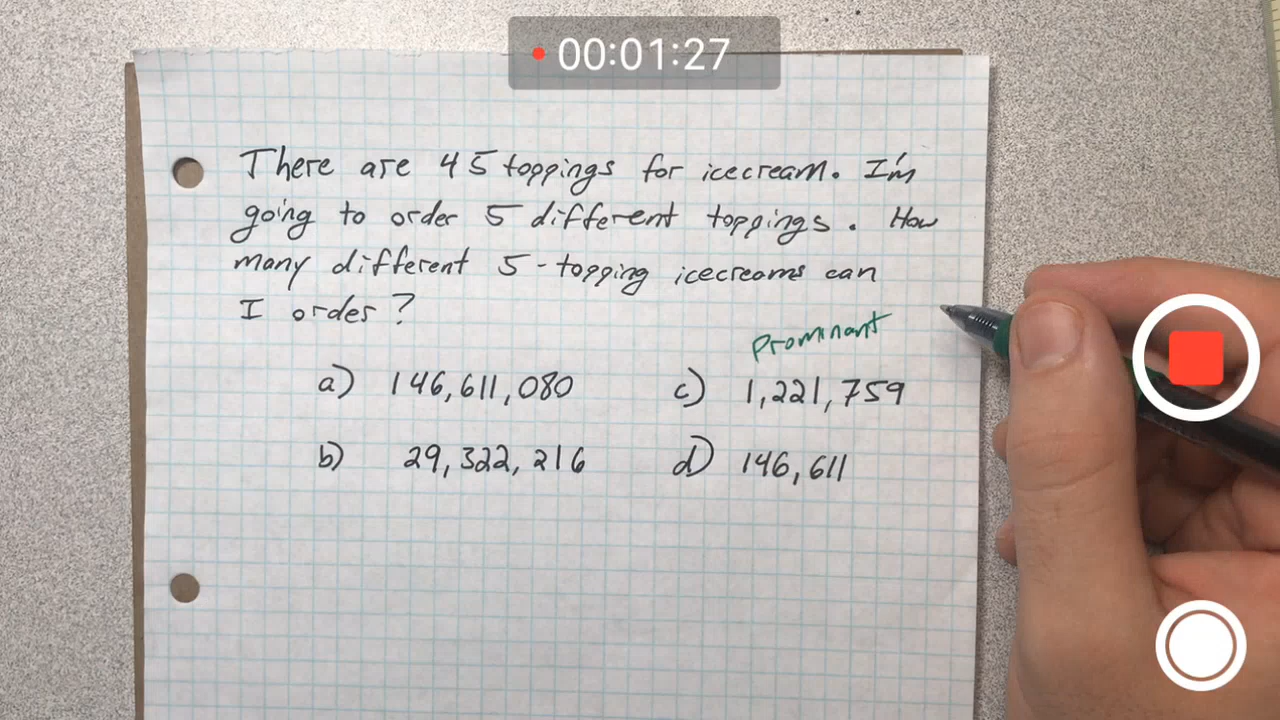 00:01:27
There are 45 toppings for icecream. I'm
going to order 5 different toppings. How
many different 5-topping icecreams can
I order?
prominant
a) 146,611,080
c) 1,221,759
b) 29,322,216
d) 146,611